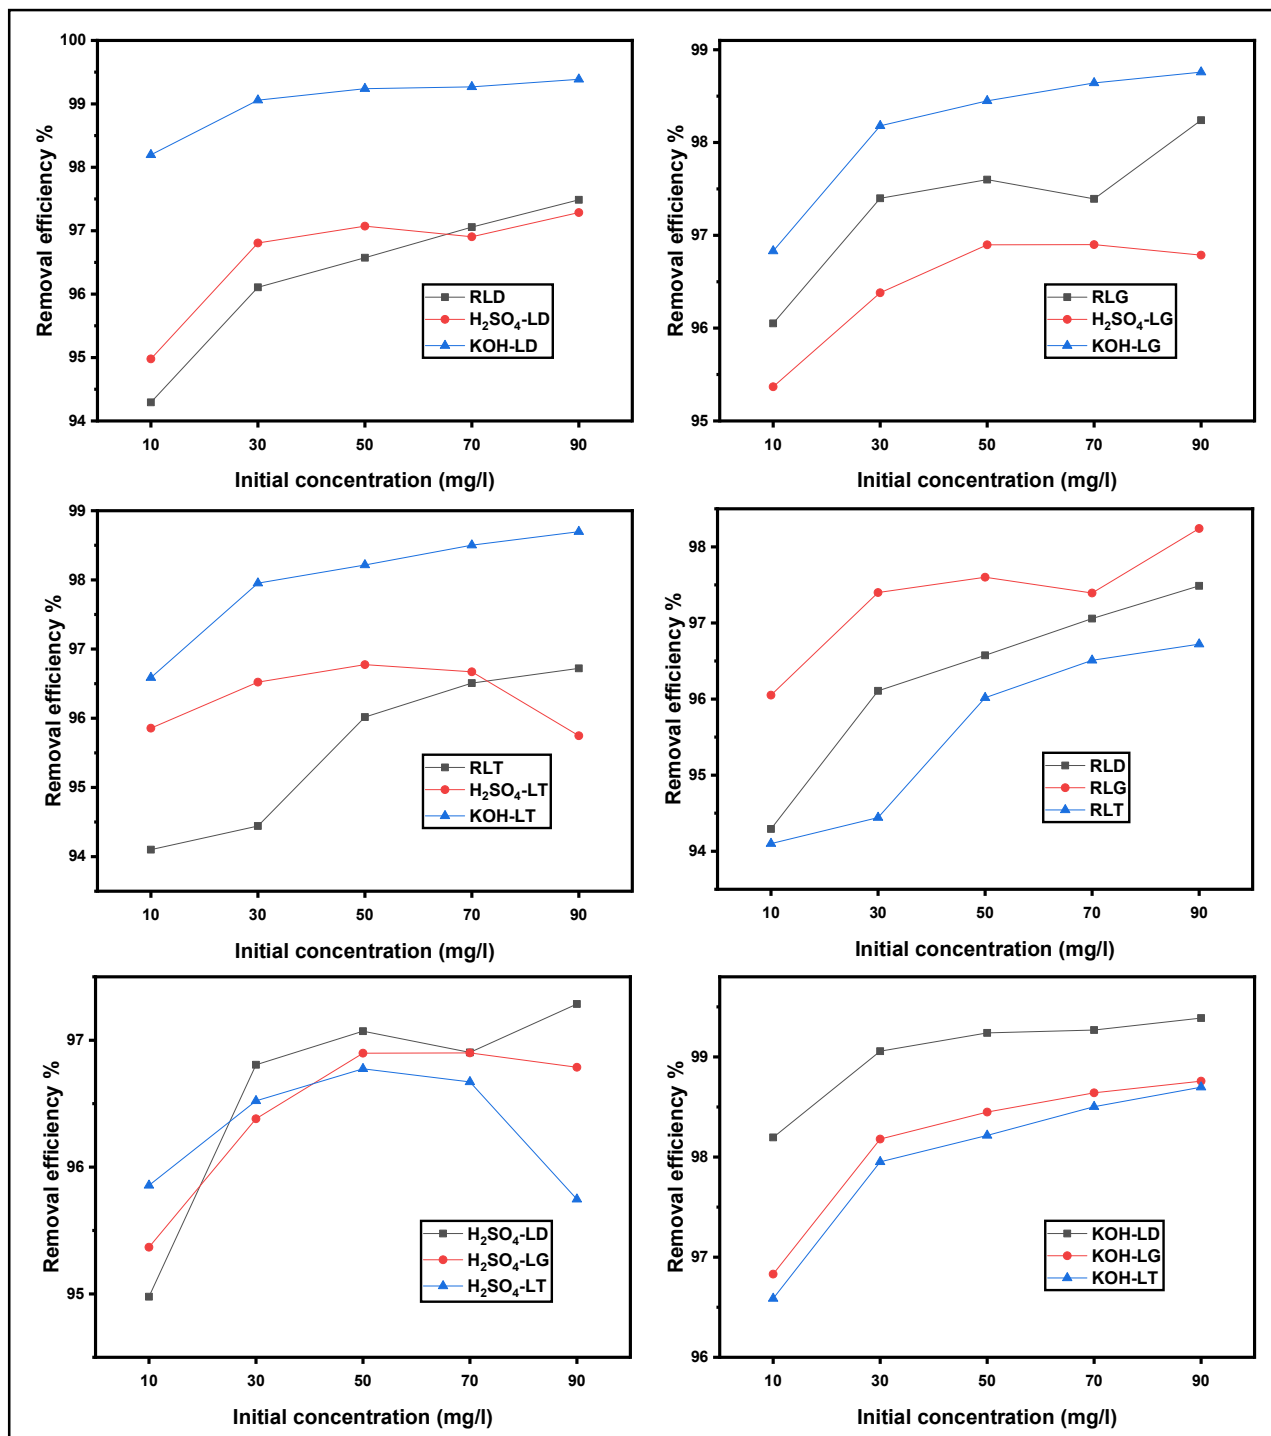 100
99
98
97
96
95
94
10 30 50 70 90
Removal efficiency %
Initial concentration (mg/l)
RLD
H₂SO₄-LD
KOH-LD
99
98
97
96
95
10 30 50 70 90
Removal efficiency %
Initial concentration (mg/l)
RLG
H₂SO₄-LG
KOH-LG
99
98
97
96
95
94
10 30 50 70 90
Removal efficiency %
Initial concentration (mg/l)
RLT
H₂SO₄-LT
KOH-LT
98
97
96
95
94
10 30 50 70 90
Removal efficiency %
Initial concentration (mg/l)
RLD
RLG
RLT
97
96
95
10 30 50 70 90
Removal efficiency %
Initial concentration (mg/l)
H₂SO₄-LD
H₂SO₄-LG
H₂SO₄-LT
99
98
97
96
10 30 50 70 90
Removal efficiency %
Initial concentration (mg/l)
KOH-LD
KOH-LG
KOH-LT